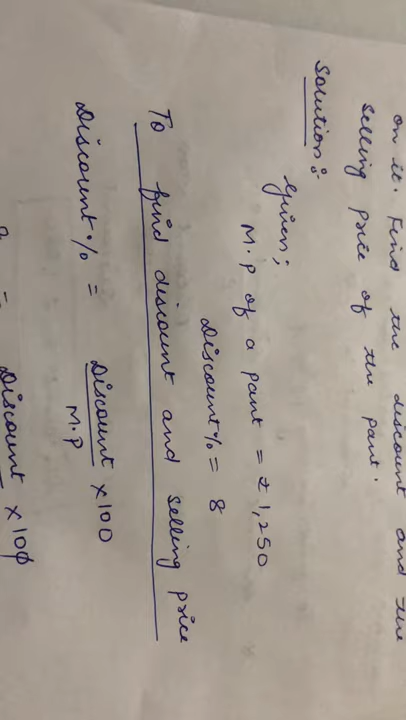 on it. Find the discount and the
selling price of the pant.
Solution:
Given;
M.P of a pant = ₹ 1,250
Discount% = 8
To find discount and selling price
Discount% = Discount/M.P × 100
8 = Discount × 100